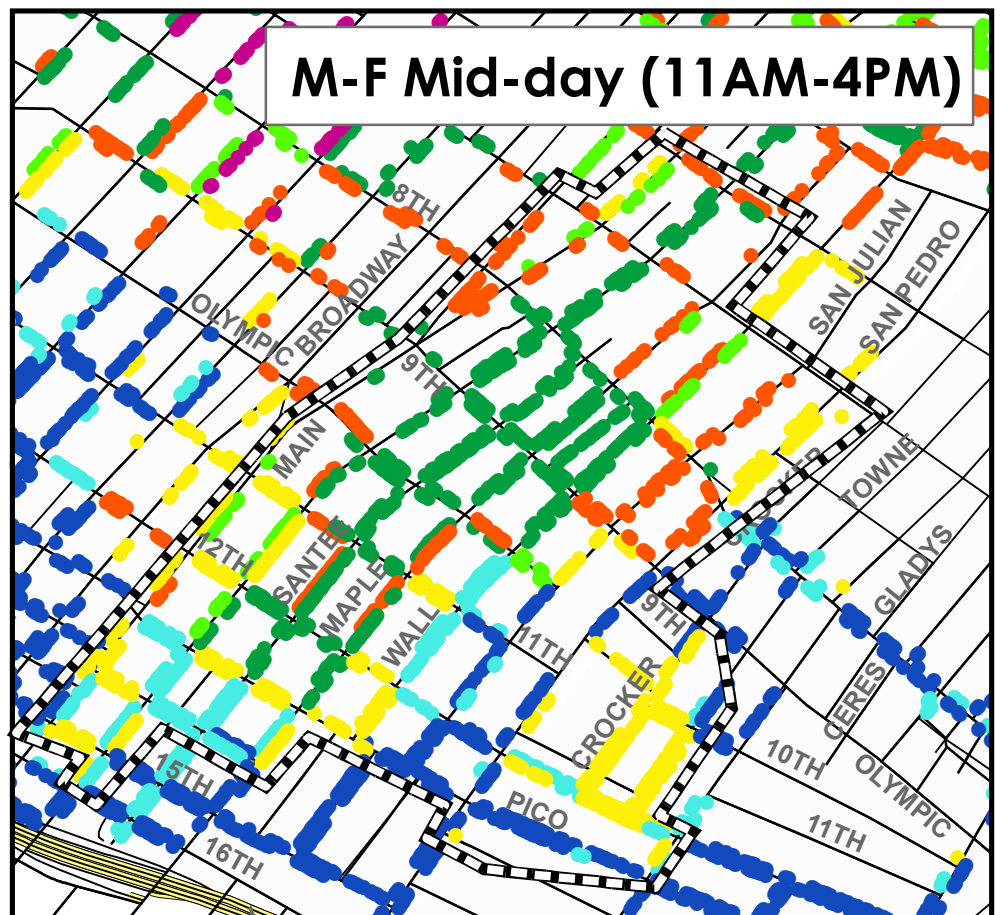 M-F Mid-day (11AM-4PM)
8TH
SAN JULIAN
SAN PEDRO
BROADWAY
OLYMPIC
9TH
MAIN
CROCKER
TOWNE
12TH
SANTEE
MAPLE
WALL
11TH
9TH
GLADYS
CROCKER
CERES
10TH
OLYMPIC
15TH
PICO
11TH
16TH